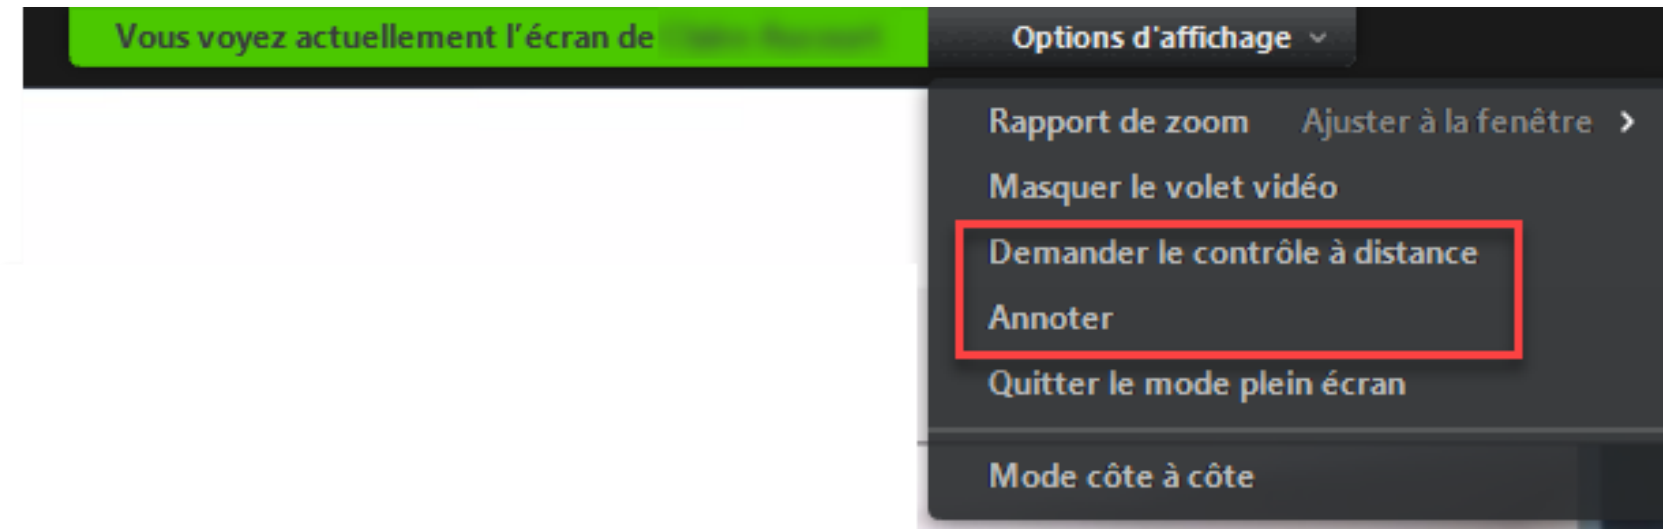 Vous voyez actuellement l'écran de
Options d'affichage
Rapport de zoom Ajuster à la fenêtre
Masquer le volet vidéo
Demander le contrôle à distance
Annoter
Quitter le mode plein écran
Mode côte à côte